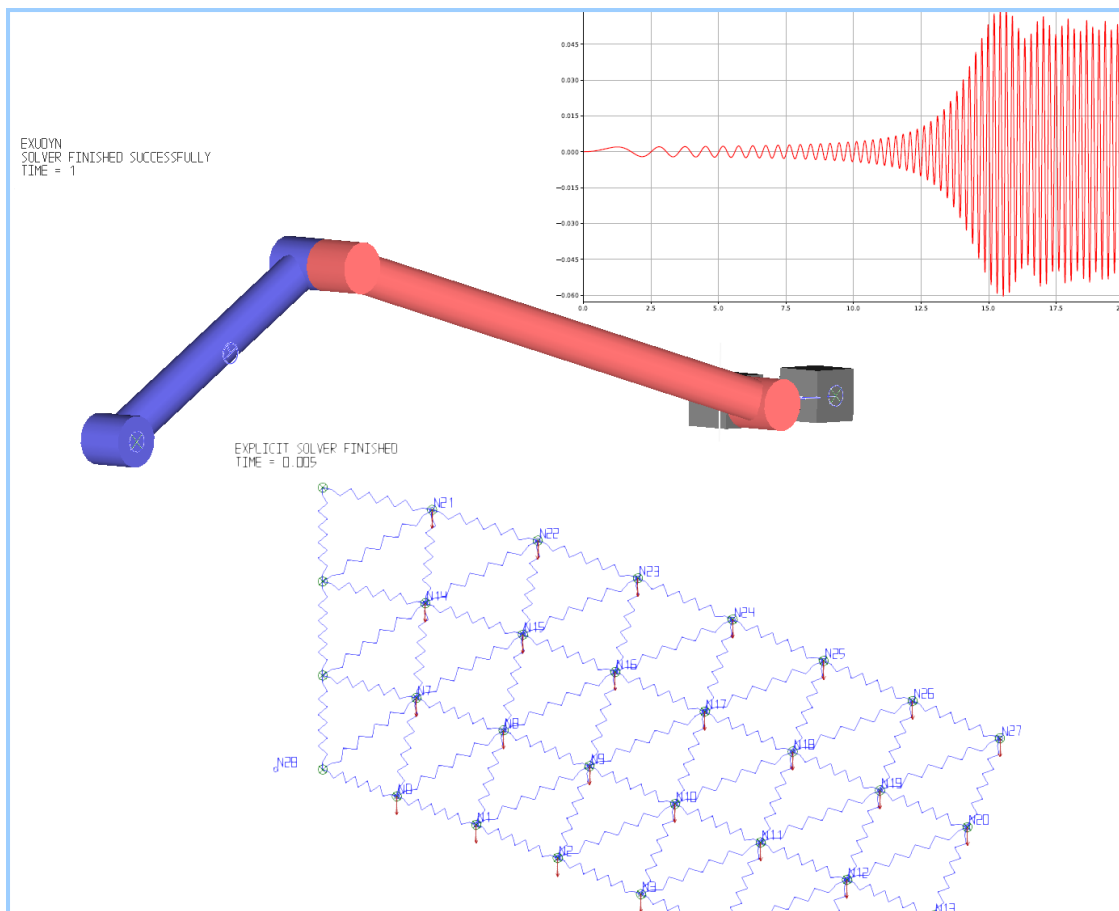 0.045
0.030
0.015
0.000
−0.015
−0.030
−0.045
−0.060
0.0 2.5 5.0 7.5 10.0 12.5 15.0 17.5
EXUDYN
SOLVER FINISHED SUCCESSFULLY
TIME = 1
EXPLICIT SOLVER FINISHED
TIME = 0.005
N21
N22
N23
N24
N25
N26
N27
N14
N15
N16
N17
N18
N19
N20
N7
N8
N9
N10
N11
N12
N13
N28
N0
N1
N2
N3